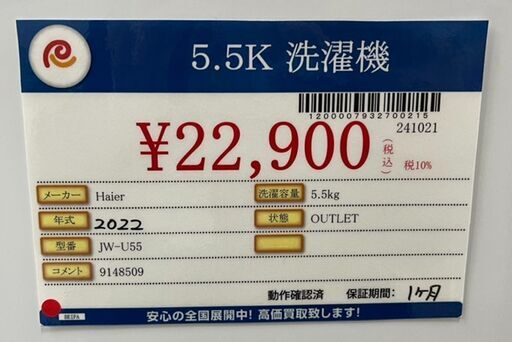 5.5K 洗濯機
1200007932700215
241021
¥22,900
(税込)
税10%
メーカー Haier
洗濯容量 5.5kg
年式 2022
状態 OUTLET
型番 JW-U55
コメント 9148509
動作確認済 保証期間: 1ヶ月
BEIPA
安心の全国展開中! 高価買取致します!